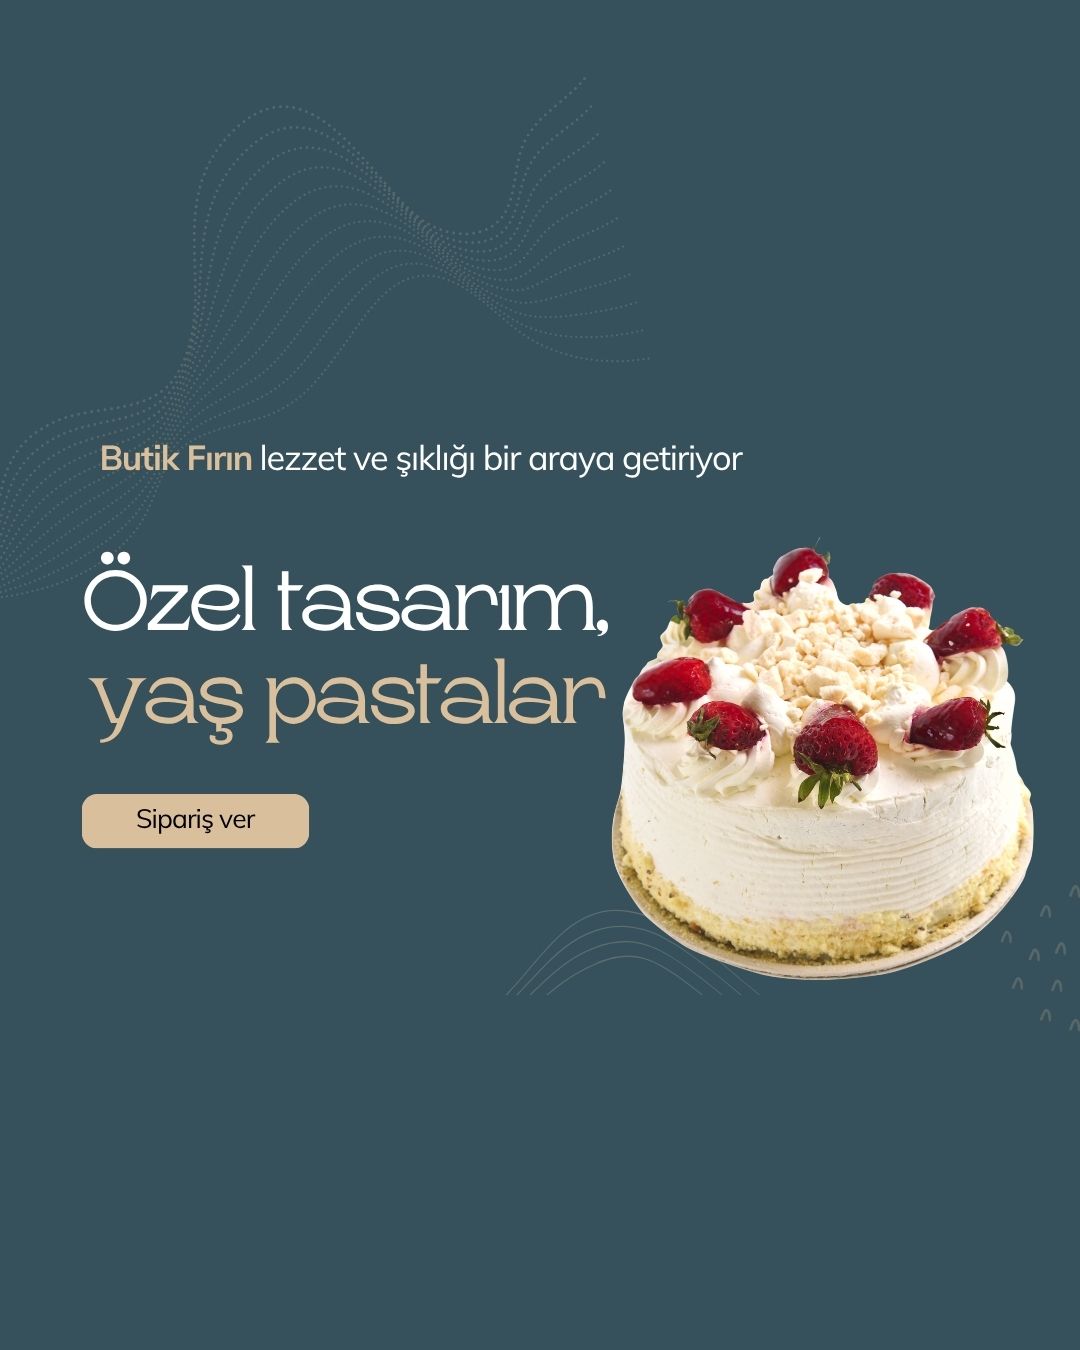 Butik Fırın lezzet ve şıklığı bir araya getiriyor
Özel tasarım,
yaş pastalar
Sipariş ver